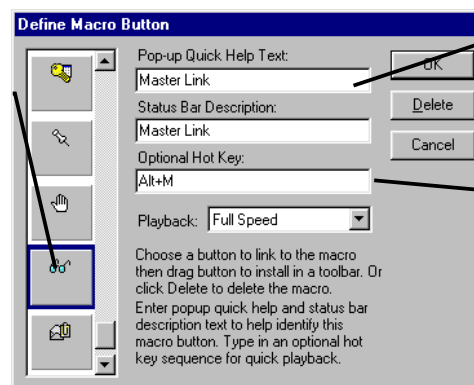 Define Macro Button
Pop-up Quick Help Text:
OK
Master Link
Status Bar Description:
Delete
Master Link
Cancel
Optional Hot Key:
Alt+M
Playback: Full Speed
Choose a button to link to the macro
then drag button to install in a toolbar. Or
click Delete to delete the macro.
Enter popup quick help and status bar
description text to help identify this
macro button. Type in an optional hot
key sequence for quick playback.